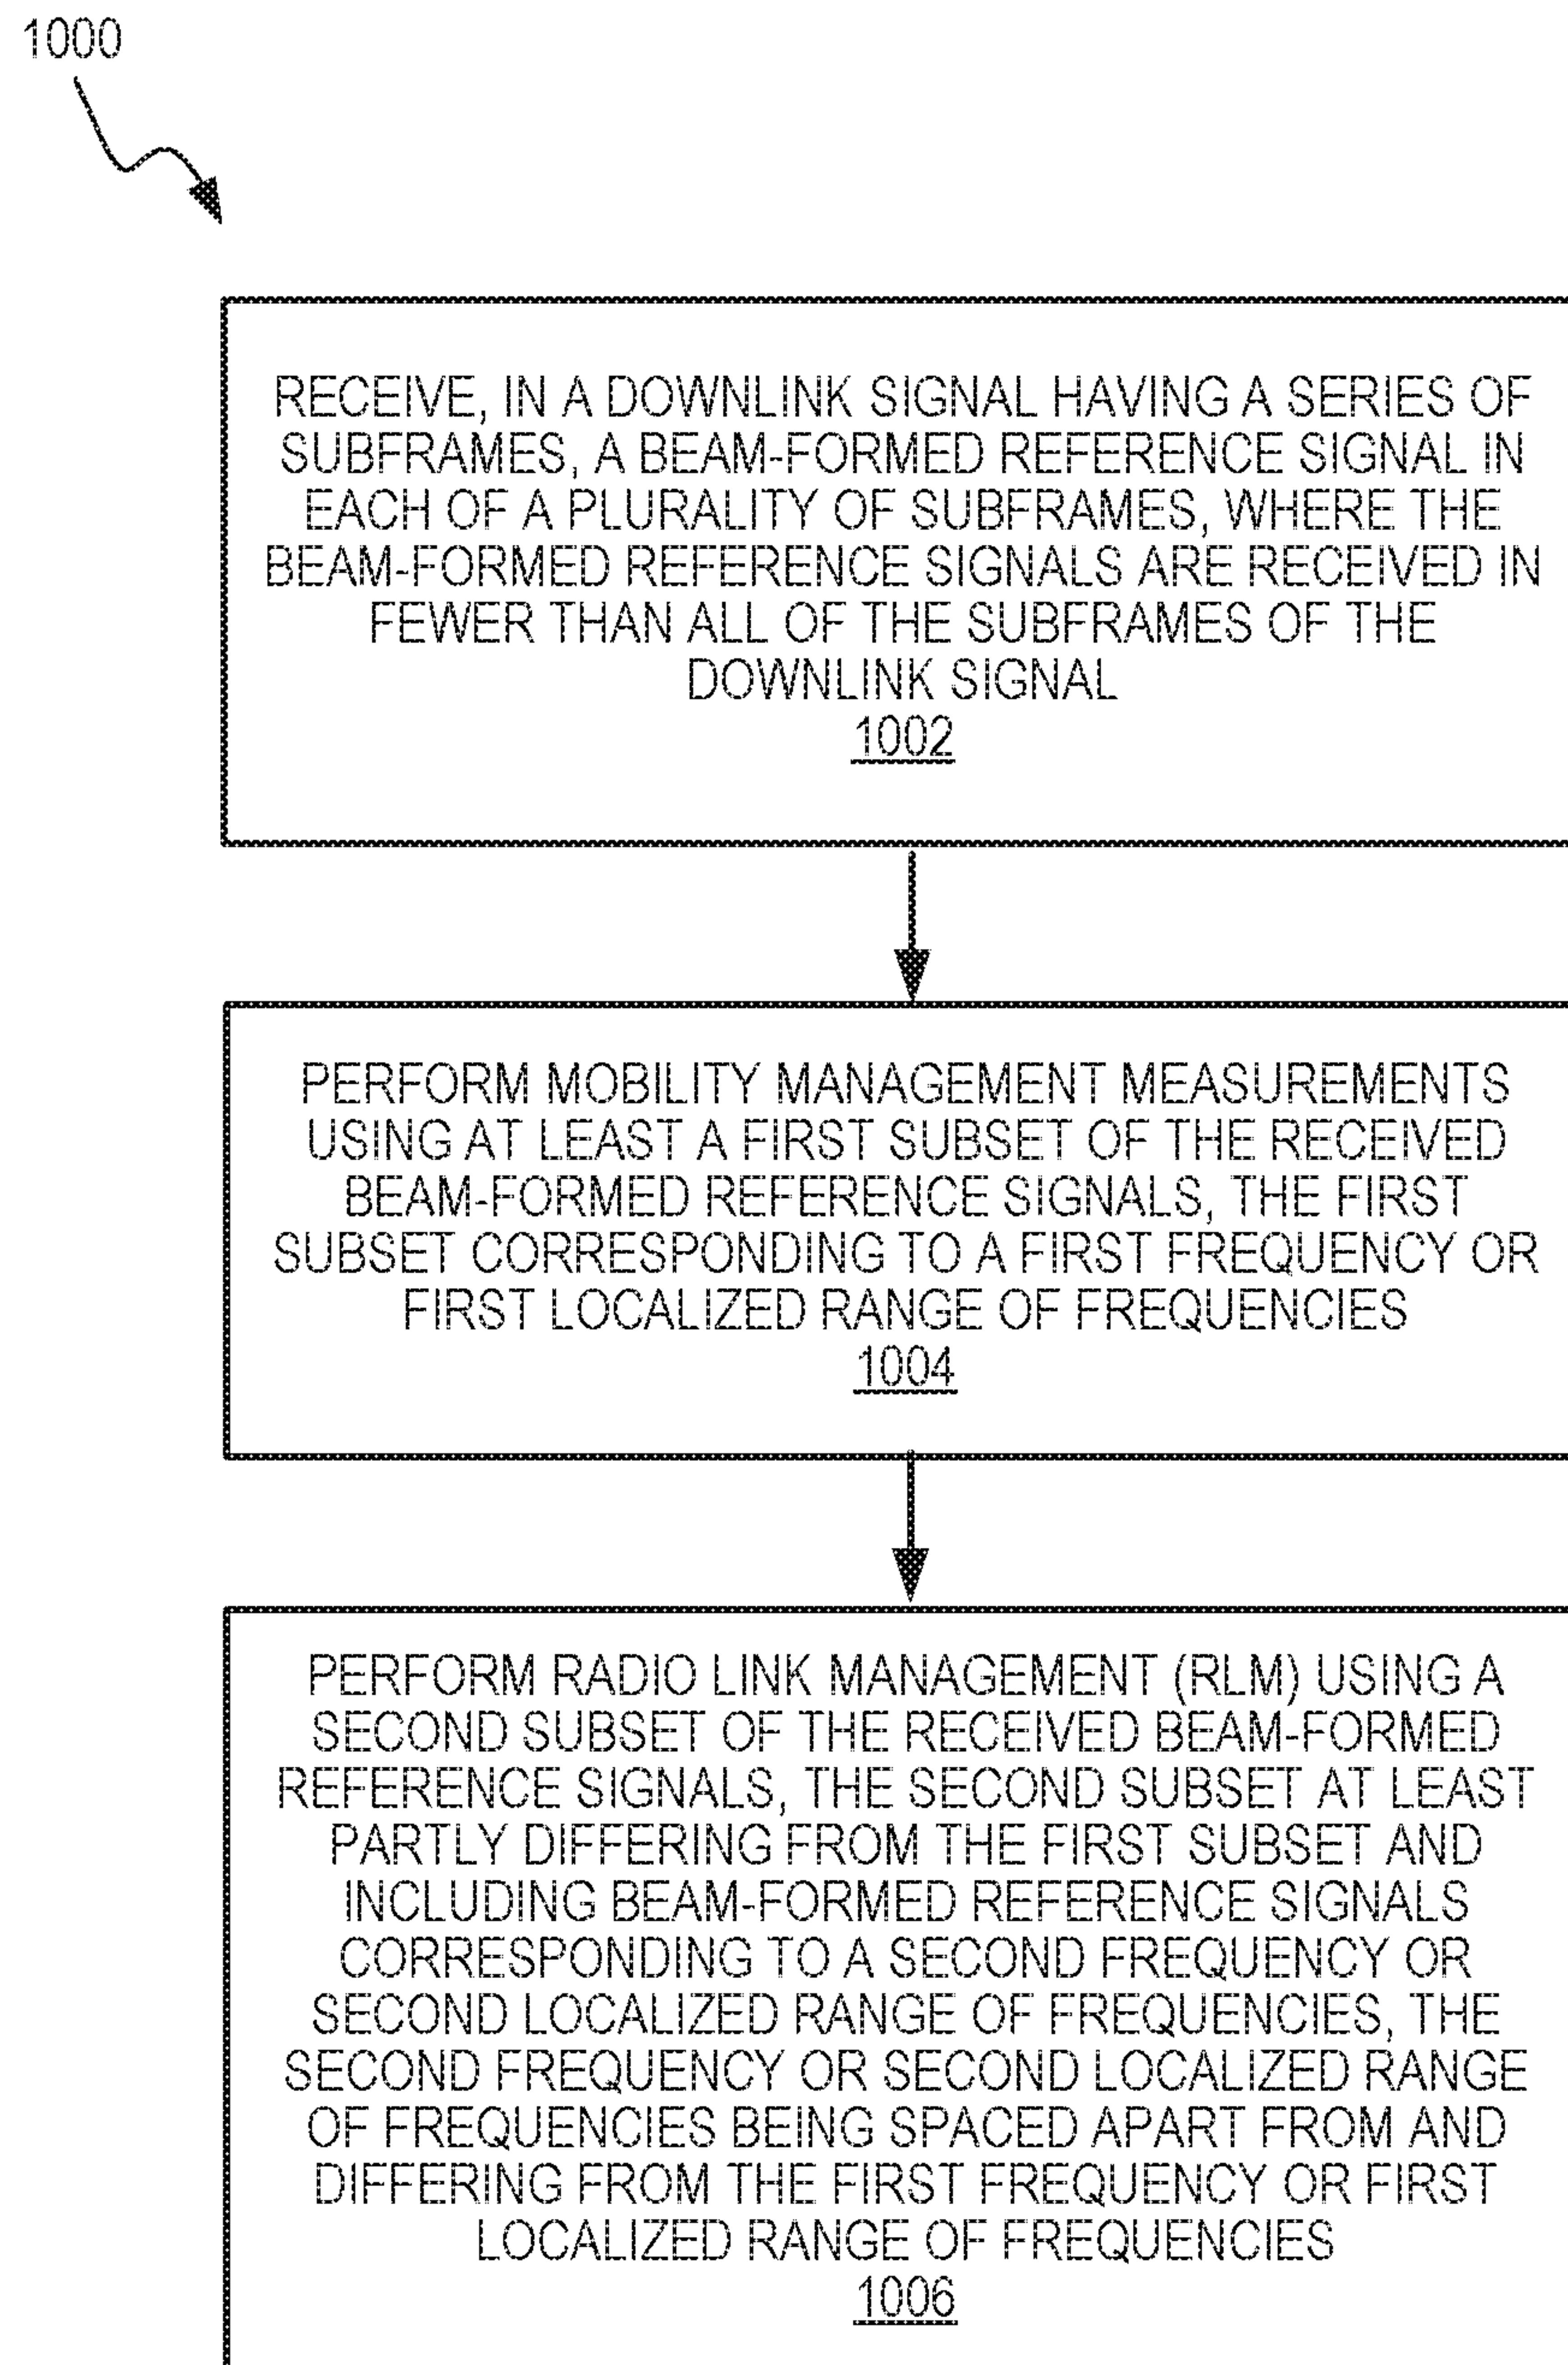 1000
RECEIVE, IN A DOWNLINK SIGNAL HAVING A SERIES OF
SUBFRAMES, A BEAM-FORMED REFERENCE SIGNAL IN
EACH OF A PLURALITY OF SUBFRAMES, WHERE THE
BEAM-FORMED REFERENCE SIGNALS ARE RECEIVED IN
FEWER THAN ALL OF THE SUBFRAMES OF THE
DOWNLINK SIGNAL
1002
PERFORM MOBILITY MANAGEMENT MEASUREMENTS
USING AT LEAST A FIRST SUBSET OF THE RECEIVED
BEAM-FORMED REFERENCE SIGNALS, THE FIRST
SUBSET CORRESPONDING TO A FIRST FREQUENCY OR
FIRST LOCALIZED RANGE OF FREQUENCIES
1004
PERFORM RADIO LINK MANAGEMENT (RLM) USING A
SECOND SUBSET OF THE RECEIVED BEAM-FORMED
REFERENCE SIGNALS, THE SECOND SUBSET AT LEAST
PARTLY DIFFERING FROM THE FIRST SUBSET AND
INCLUDING BEAM-FORMED REFERENCE SIGNALS
CORRESPONDING TO A SECOND FREQUENCY OR
SECOND LOCALIZED RANGE OF FREQUENCIES, THE
SECOND FREQUENCY OR SECOND LOCALIZED RANGE
OF FREQUENCIES BEING SPACED APART FROM AND
DIFFERING FROM THE FIRST FREQUENCY OR FIRST
LOCALIZED RANGE OF FREQUENCIES
1006